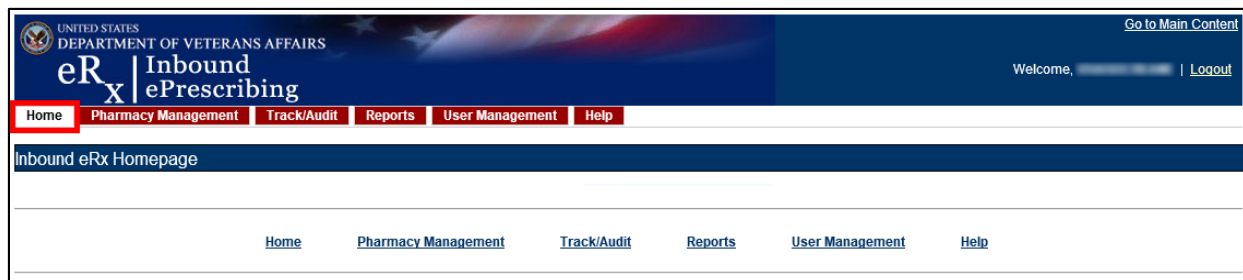 UNITED STATES
DEPARTMENT OF VETERANS AFFAIRS
eRx Inbound
ePrescribing
Go to Main Content
Welcome, | Logout
Home Pharmacy Management Track/Audit Reports User Management Help
Inbound eRx Homepage
Home Pharmacy Management Track/Audit Reports User Management Help